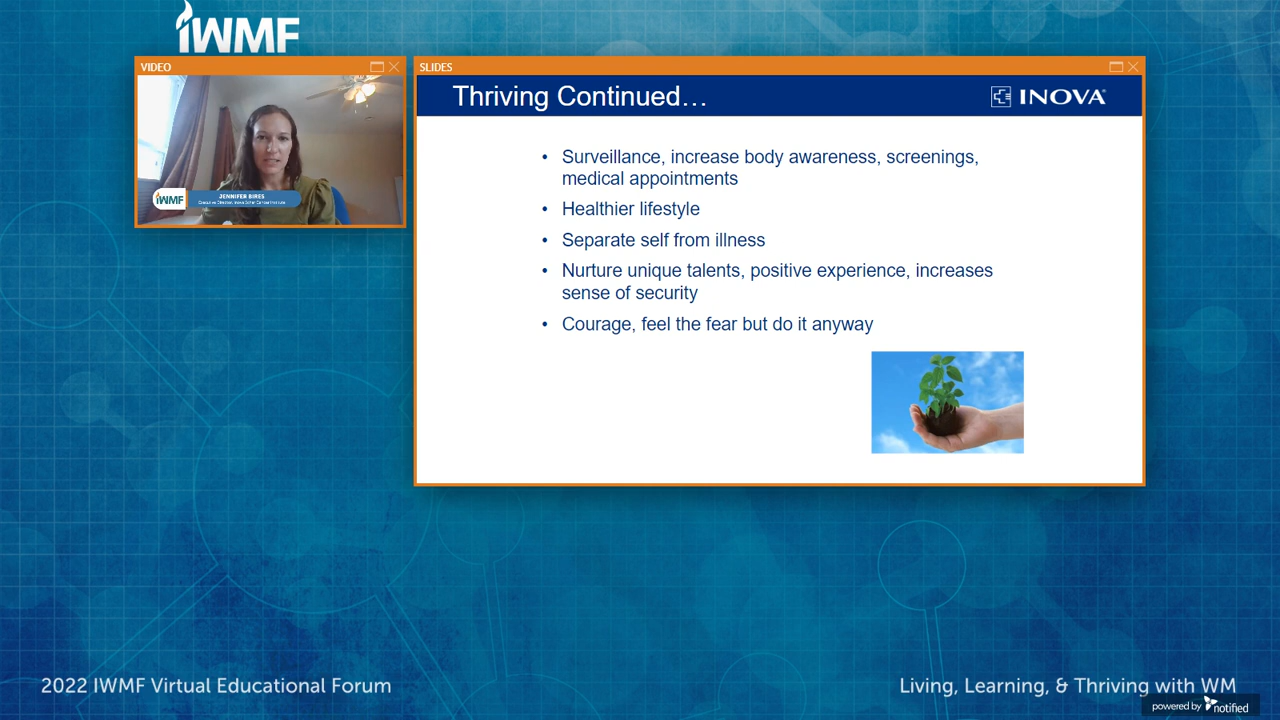 IWMF
VIDEO
SLIDES
Thriving Continued...
INOVA
• Surveillance, increase body awareness, screenings,
medical appointments
• Healthier lifestyle
• Separate self from illness
• Nurture unique talents, positive experience, increases
sense of security
• Courage, feel the fear but do it anyway
IWMF
JENNIFER BIRES
2022 IWMF Virtual Educational Forum
Living, Learning, & Thriving with WM
powered by notified